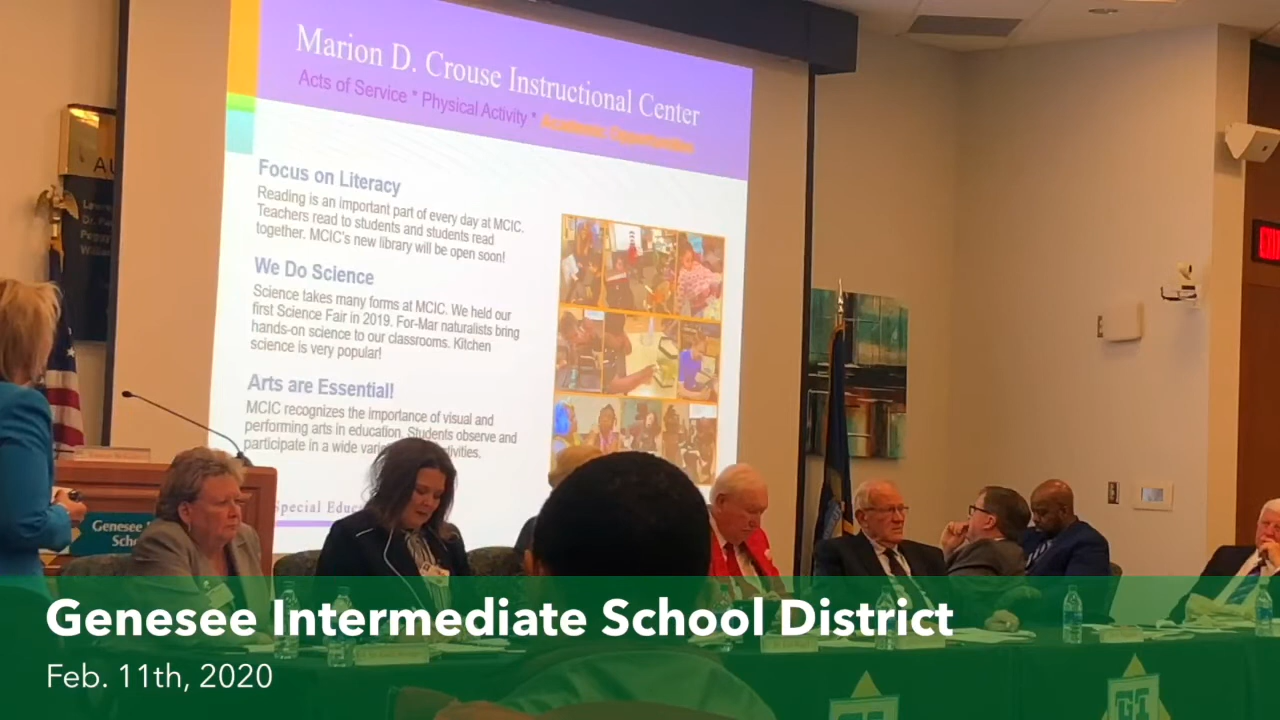 Marion D. Crouse Instructional Center
Acts of Service * Physical Activity * Academic Opportunities
Focus on Literacy
Reading is an important part of every day at MCIC.
Teachers read to students and students read
together. MCIC's new library will be open soon!
We Do Science
Science takes many forms at MCIC. We held our
first Science Fair in 2019. For-Mar naturalists bring
hands-on science to our classrooms. Kitchen
science is very popular!
Arts are Essential!
MCIC recognizes the importance of visual and
performing arts in education. Students observe and
participate in a wide
Special
AU
Genesee
Genesee Intermediate School District
Feb. 11th, 2020